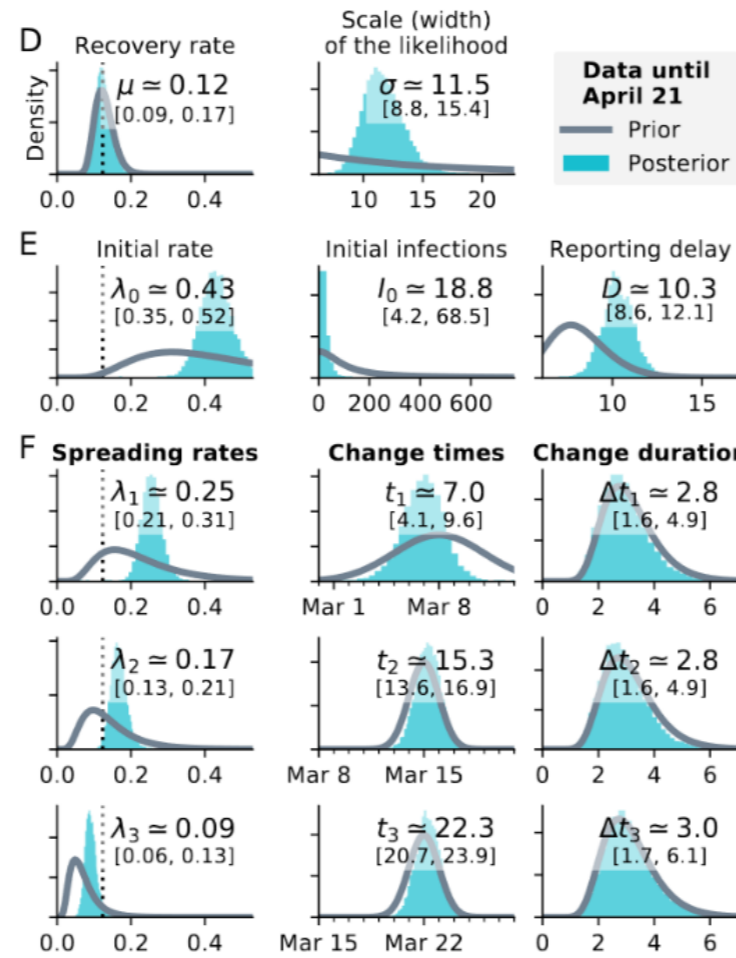 D
Recovery rate
Scale (width)
of the likelihood
Density
μ ≃ 0.12
[0.09, 0.17]
0.0 0.2 0.4
σ ≃ 11.5
[8.8, 15.4]
10 15 20
Data until
April 21
Prior
Posterior
E
Initial rate
Initial infections
Reporting delay
λ0 ≃ 0.43
[0.35, 0.52]
0.0 0.2 0.4
I0 ≃ 18.8
[4.2, 68.5]
0 200 400 600
D ≃ 10.3
[8.6, 12.1]
10 15
F
Spreading rates
Change times
Change duration
λ1 ≃ 0.25
[0.21, 0.31]
0.0 0.2 0.4
t1 ≃ 7.0
[4.1, 9.6]
Mar 1 Mar 8
Δt1 ≃ 2.8
[1.6, 4.9]
0 2 4 6
λ2 ≃ 0.17
[0.13, 0.21]
0.0 0.2 0.4
t2 ≃ 15.3
[13.6, 16.9]
Mar 8 Mar 15
Δt2 ≃ 2.8
[1.6, 4.9]
0 2 4 6
λ3 ≃ 0.09
[0.06, 0.13]
0.0 0.2 0.4
t3 ≃ 22.3
[20.7, 23.9]
Mar 15 Mar 22
Δt3 ≃ 3.0
[1.7, 6.1]
0 2 4 6